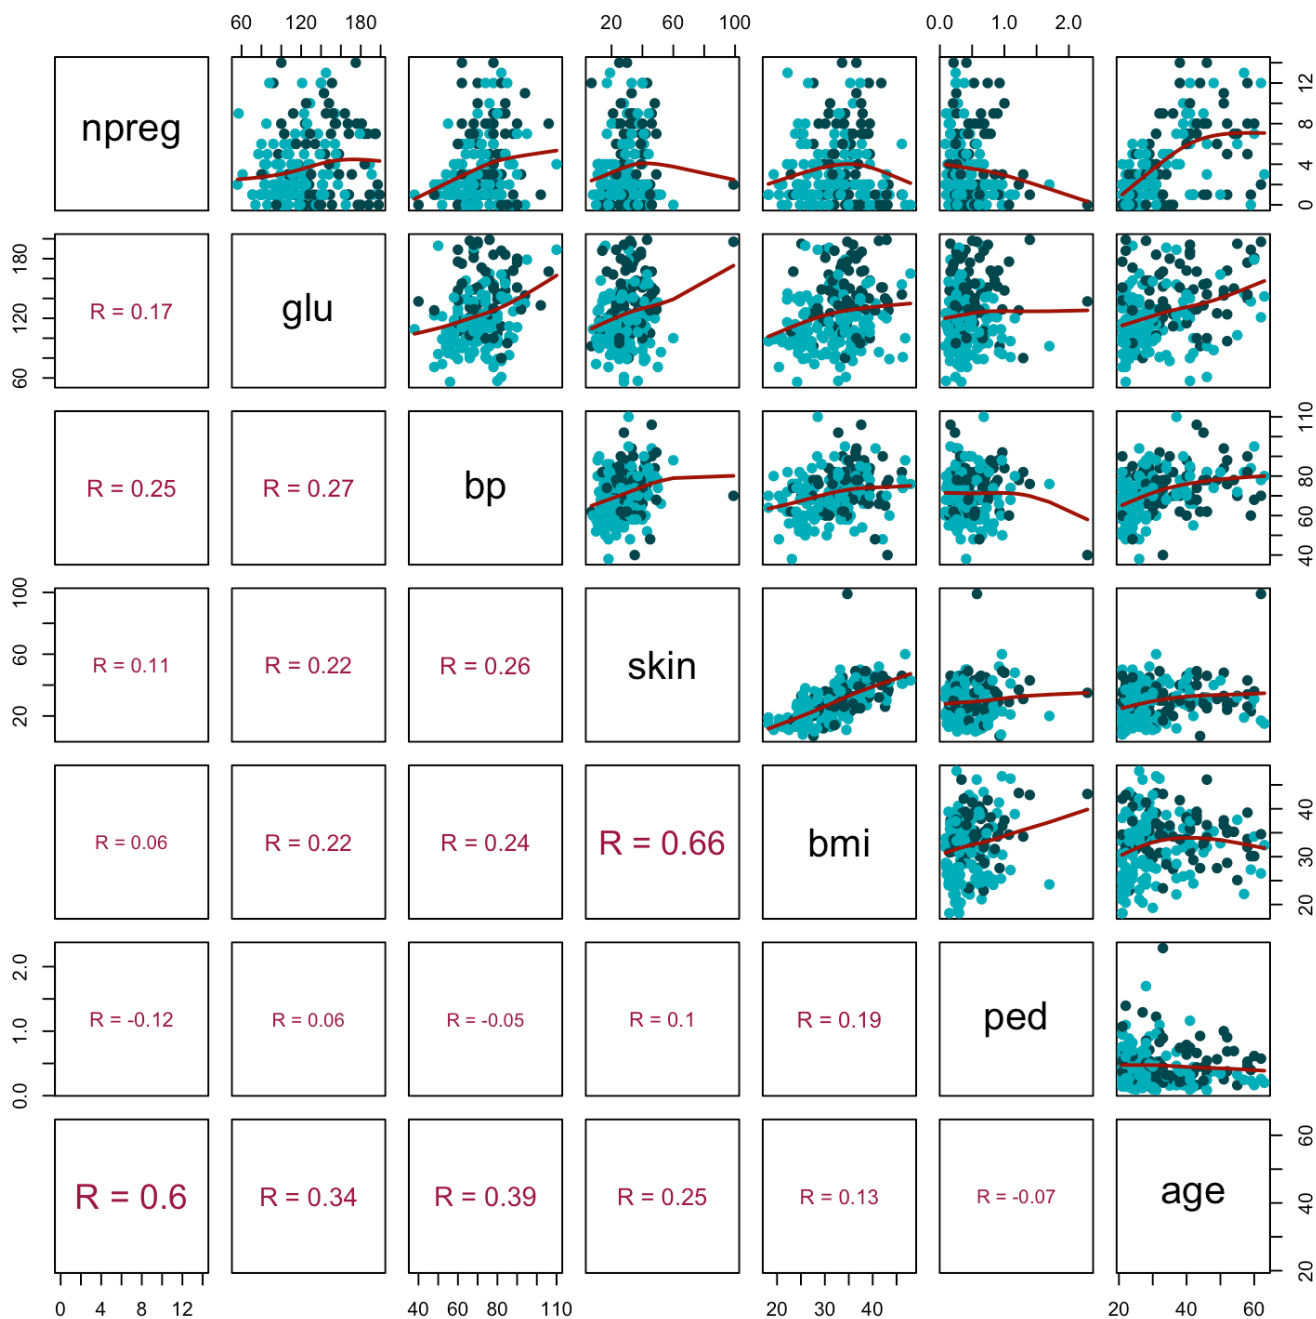 60 120 180 20 60 100 0.0 1.0 2.0
npreg 0 4 8 12
60 120 180 R = 0.17 glu
R = 0.25 R = 0.27 bp 40 60 80 110
20 60 100 R = 0.11 R = 0.22 R = 0.26 skin
R = 0.06 R = 0.22 R = 0.24 R = 0.66 bmi 20 30 40
0.0 1.0 2.0 R = -0.12 R = 0.06 R = -0.05 R = 0.1 R = 0.19 ped
R = 0.6 R = 0.34 R = 0.39 R = 0.25 R = 0.13 R = -0.07 age 20 40 60
0 4 8 12 40 60 80 110 20 30 40 20 40 60